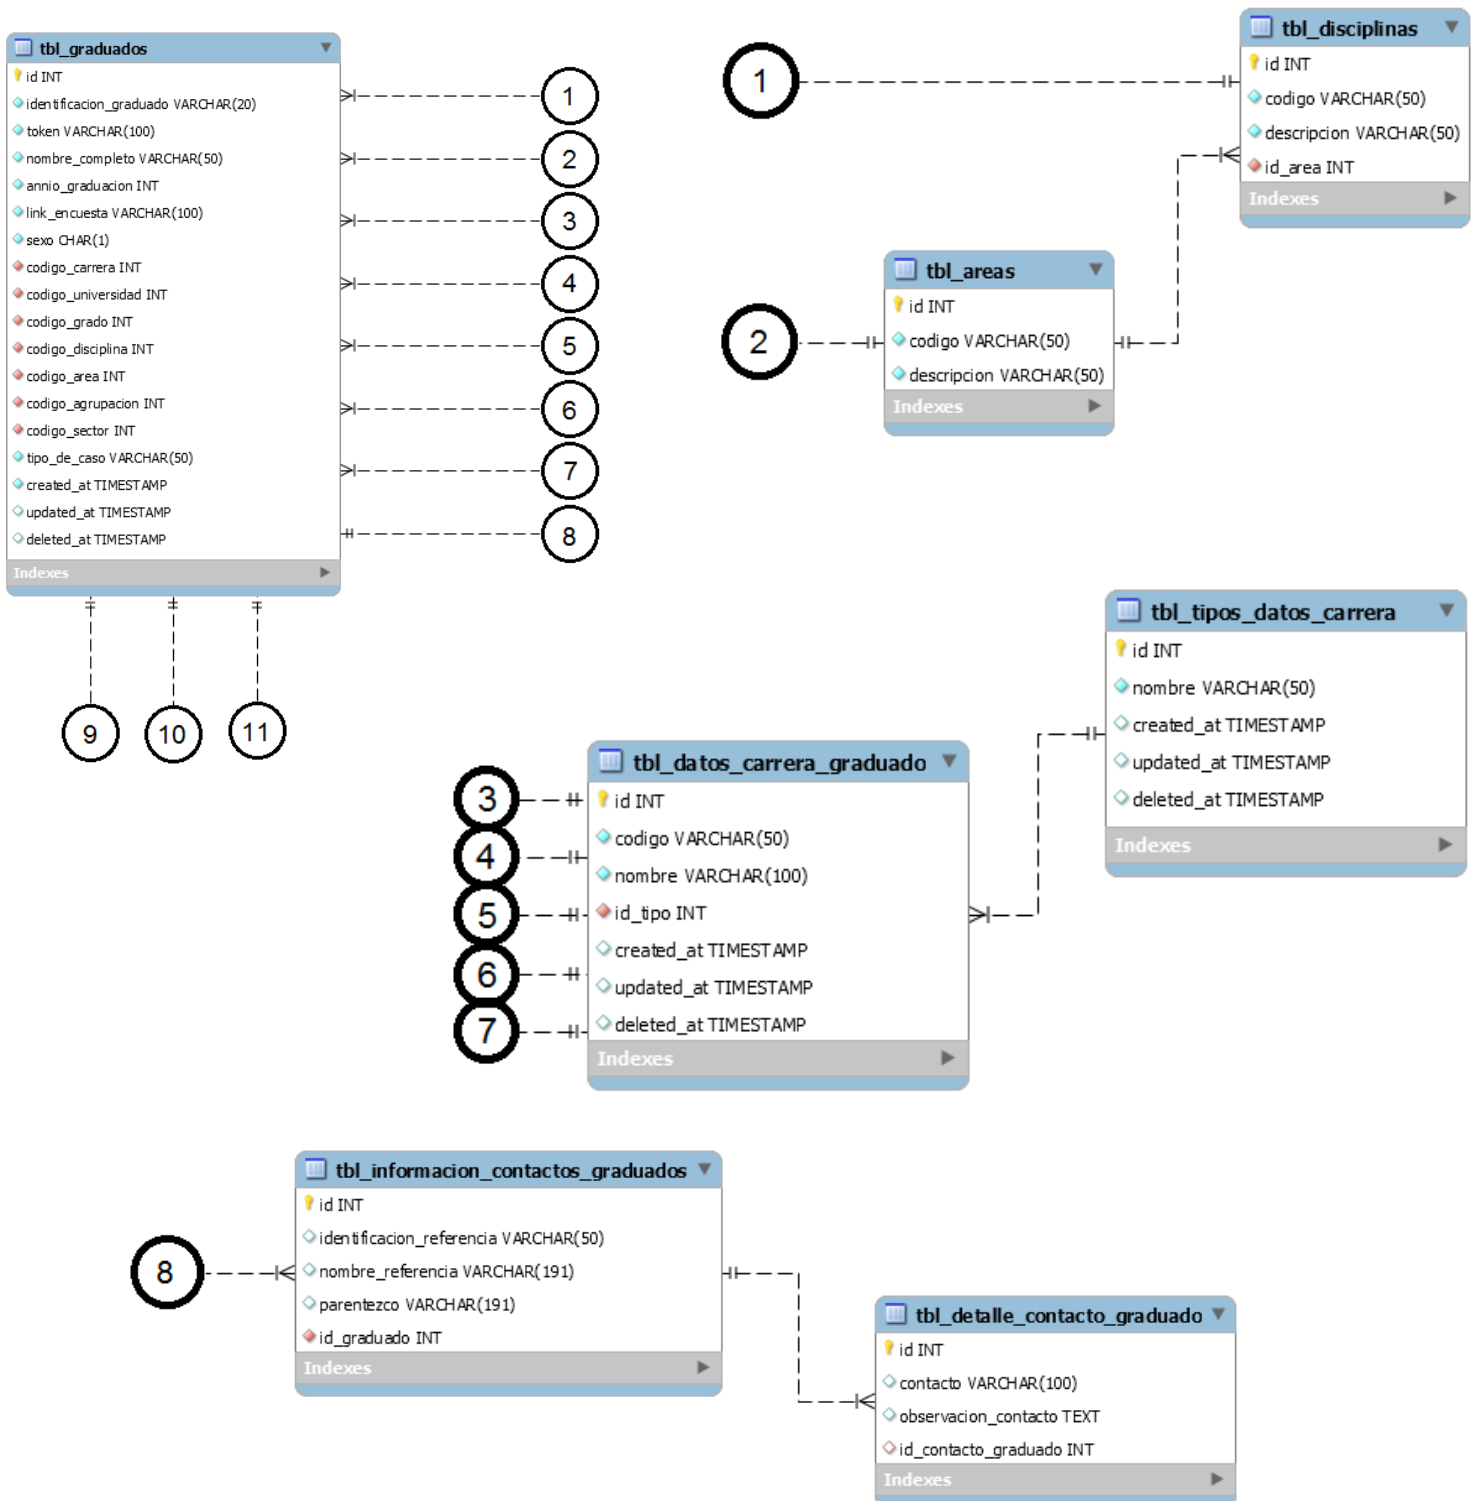 tbl_graduados
id INT
identificacion_graduado VARCHAR(20)
token VARCHAR(100)
nombre_completo VARCHAR(50)
annio_graduacion INT
link_encuesta VARCHAR(100)
sexo CHAR(1)
codigo_carrera INT
codigo_universidad INT
codigo_grado INT
codigo_disciplina INT
codigo_area INT
codigo_agrupacion INT
codigo_sector INT
tipo_de_caso VARCHAR(50)
created_at TIMESTAMP
updated_at TIMESTAMP
deleted_at TIMESTAMP
Indexes
1
2
3
4
5
6
7
8
9
10
11
1
tbl_disciplinas
id INT
codigo VARCHAR(50)
descripcion VARCHAR(50)
id_area INT
Indexes
2
tbl_areas
id INT
codigo VARCHAR(50)
descripcion VARCHAR(50)
Indexes
tbl_tipos_datos_carrera
id INT
nombre VARCHAR(50)
created_at TIMESTAMP
updated_at TIMESTAMP
deleted_at TIMESTAMP
Indexes
3
4
5
6
7
tbl_datos_carrera_graduado
id INT
codigo VARCHAR(50)
nombre VARCHAR(100)
id_tipo INT
created_at TIMESTAMP
updated_at TIMESTAMP
deleted_at TIMESTAMP
Indexes
8
tbl_informacion_contactos_graduados
id INT
identificacion_referencia VARCHAR(50)
nombre_referencia VARCHAR(191)
parentezco VARCHAR(191)
id_graduado INT
Indexes
tbl_detalle_contacto_graduado
id INT
contacto VARCHAR(100)
observacion_contacto TEXT
id_contacto_graduado INT
Indexes